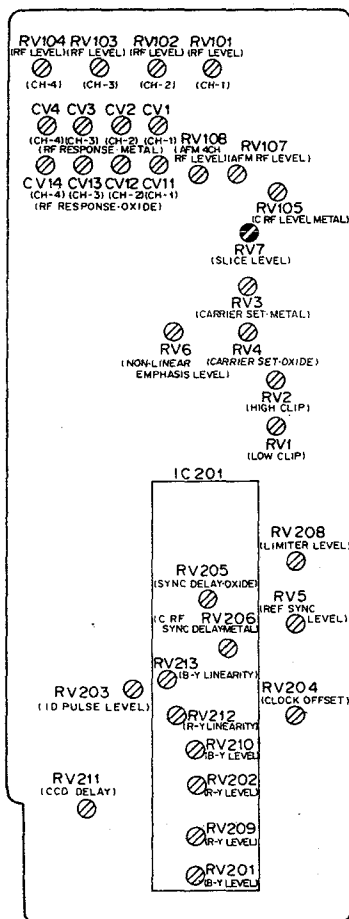 RV104 RV103 RV102 RV101
(RF LEVEL) (RF LEVEL) (RF LEVEL) (RF LEVEL)
(CH-4) (CH-3) (CH-2) (CH-1)
CV4 CV3 CV2 CV1
(CH-4) (CH-3) (CH-2) (CH-1)
(RF RESPONSE-METAL)
RV108
(AFM 4CH
RF LEVEL)
RV107
(AFM RF LEVEL)
CV14 CV13 CV12 CV11
(CH-4) (CH-3) (CH-2) (CH-1)
(RF RESPONSE-OXIDE)
RV105
(C RF LEVEL METAL)
RV7
(SLICE LEVEL)
RV3
(CARRIER SET-METAL)
RV6
(NON-LINEAR
EMPHASIS LEVEL)
RV4
(CARRIER SET-OXIDE)
RV2
(HIGH CLIP)
RV1
(LOW CLIP)
IC201
RV208
(LIMITER LEVEL)
RV205
(SYNC DELAY-OXIDE)
RV5
(REF SYNC
LEVEL)
(C RF RV206
SYNC DELAY-METAL)
RV213
(B-Y LINEARITY)
RV203
(ID PULSE LEVEL)
RV204
(CLOCK OFFSET)
RV212
(R-Y LINEARITY)
RV210
(B-Y LEVEL)
RV211
(CCD DELAY)
RV202
(R-Y LEVEL)
RV209
(R-Y LEVEL)
RV201
(B-Y LEVEL)